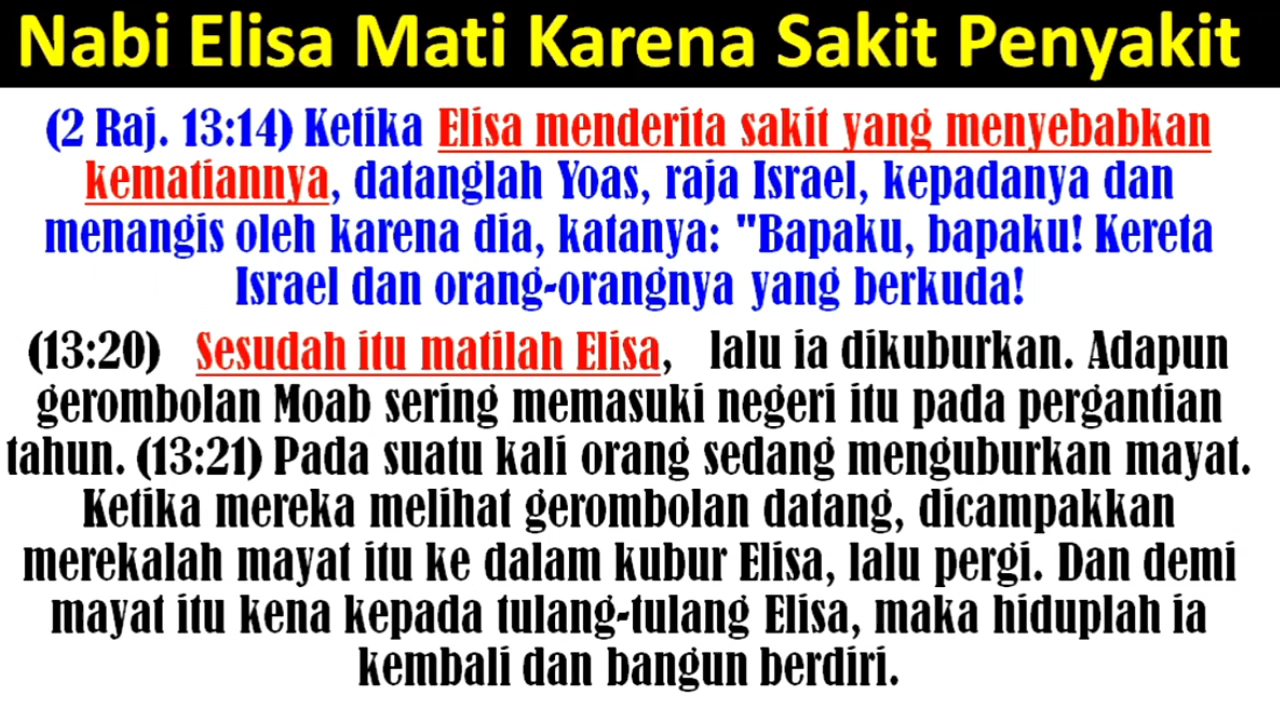 Nabi Elisa Mati Karena Sakit Penyakit
(2 Raj. 13:14) Ketika Elisa menderita sakit yang menyebabkan
kematiannya, datanglah Yoas, raja Israel, kepadanya dan
menangis oleh karena dia, katanya: "Bapaku, bapaku! Kereta
Israel dan orang-orangnya yang berkuda!
(13:20) Sesudah itu matilah Elisa, lalu ia dikuburkan. Adapun
gerombolan Moab sering memasuki negeri itu pada pergantian
tahun. (13:21) Pada suatu kali orang sedang menguburkan mayat.
Ketika mereka melihat gerombolan datang, dicampakkan
merekalah mayat itu ke dalam kubur Elisa, lalu pergi. Dan demi
mayat itu kena kepada tulang-tulang Elisa, maka hiduplah ia
kembali dan bangun berdiri.